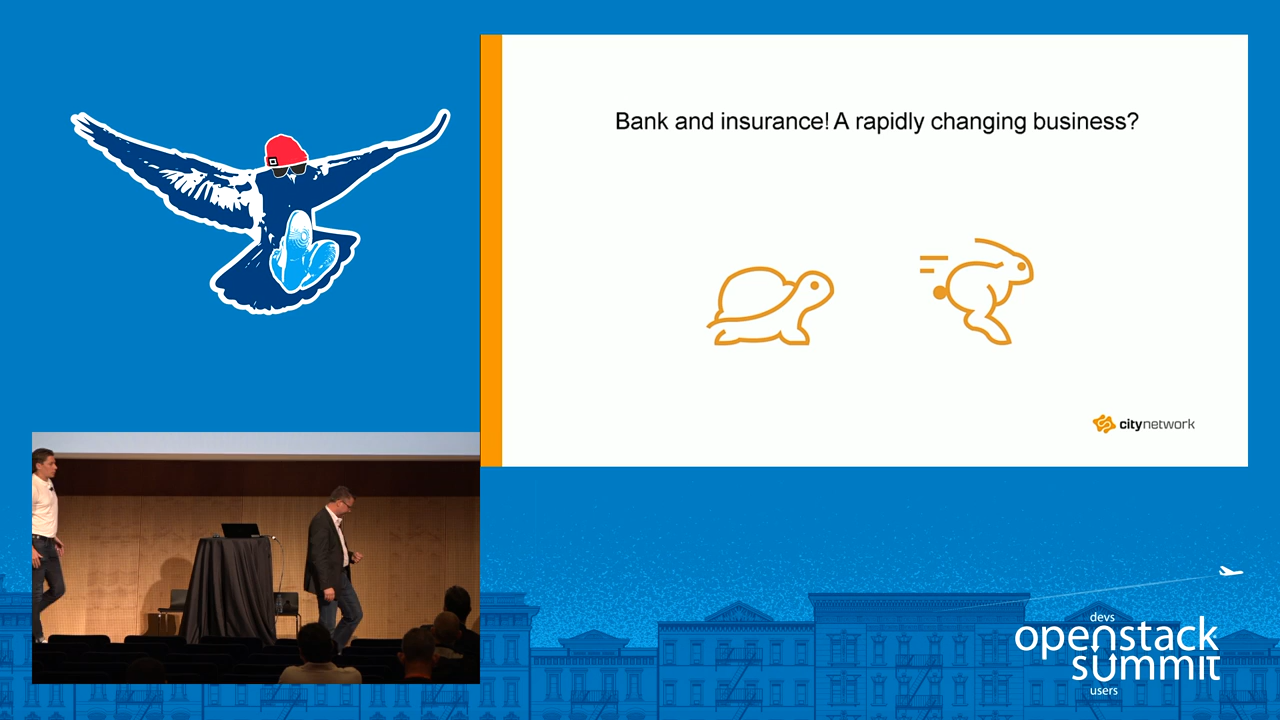 Bank and insurance! A rapidly changing business?
citynetwork
devs
openstack
summit
users